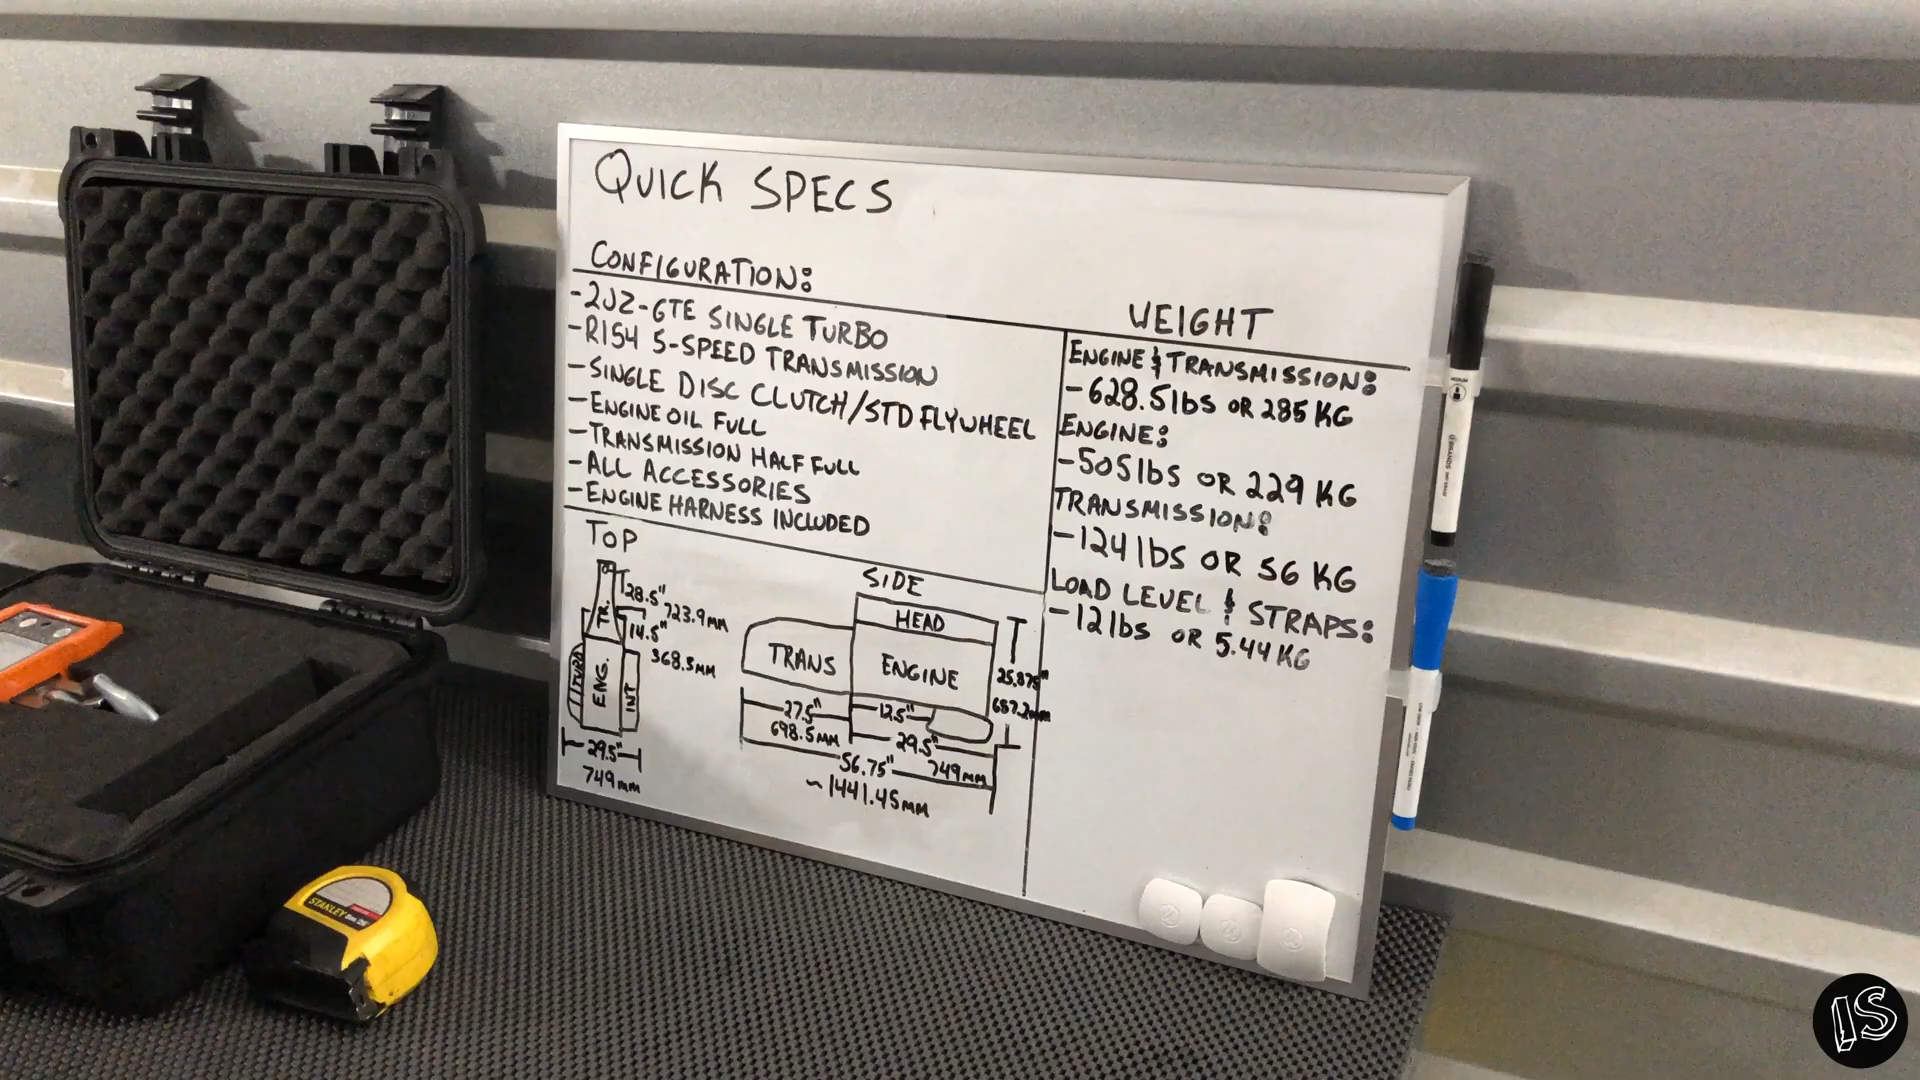 QUICK SPECS
CONFIGURATION:
-2JZ-GTE SINGLE TURBO
-R154 5-SPEED TRANSMISSION
-SINGLE DISC CLUTCH/STD FLYWHEEL
-ENGINE OIL FULL
-TRANSMISSION HALF FULL
-ALL ACCESSORIES
-ENGINE HARNESS INCLUDED
WEIGHT
ENGINE & TRANSMISSION:
-628.5lbs OR 285 KG
ENGINE:
-505lbs OR 229 KG
TRANSMISSION:
-124lbs OR 56 KG
LOAD LEVEL & STRAPS:
-12lbs OR 5.44 KG
TOP
28.5"
723.9mm
TR.
14.5"
368.3mm
ENG.
INT
29.5"
749mm
SIDE
HEAD
TRANS
ENGINE
25.875"
657.2mm
27.5"
12.5"
698.5mm
29.5"
749mm
56.75"
~1441.45mm
STANLEY
IS